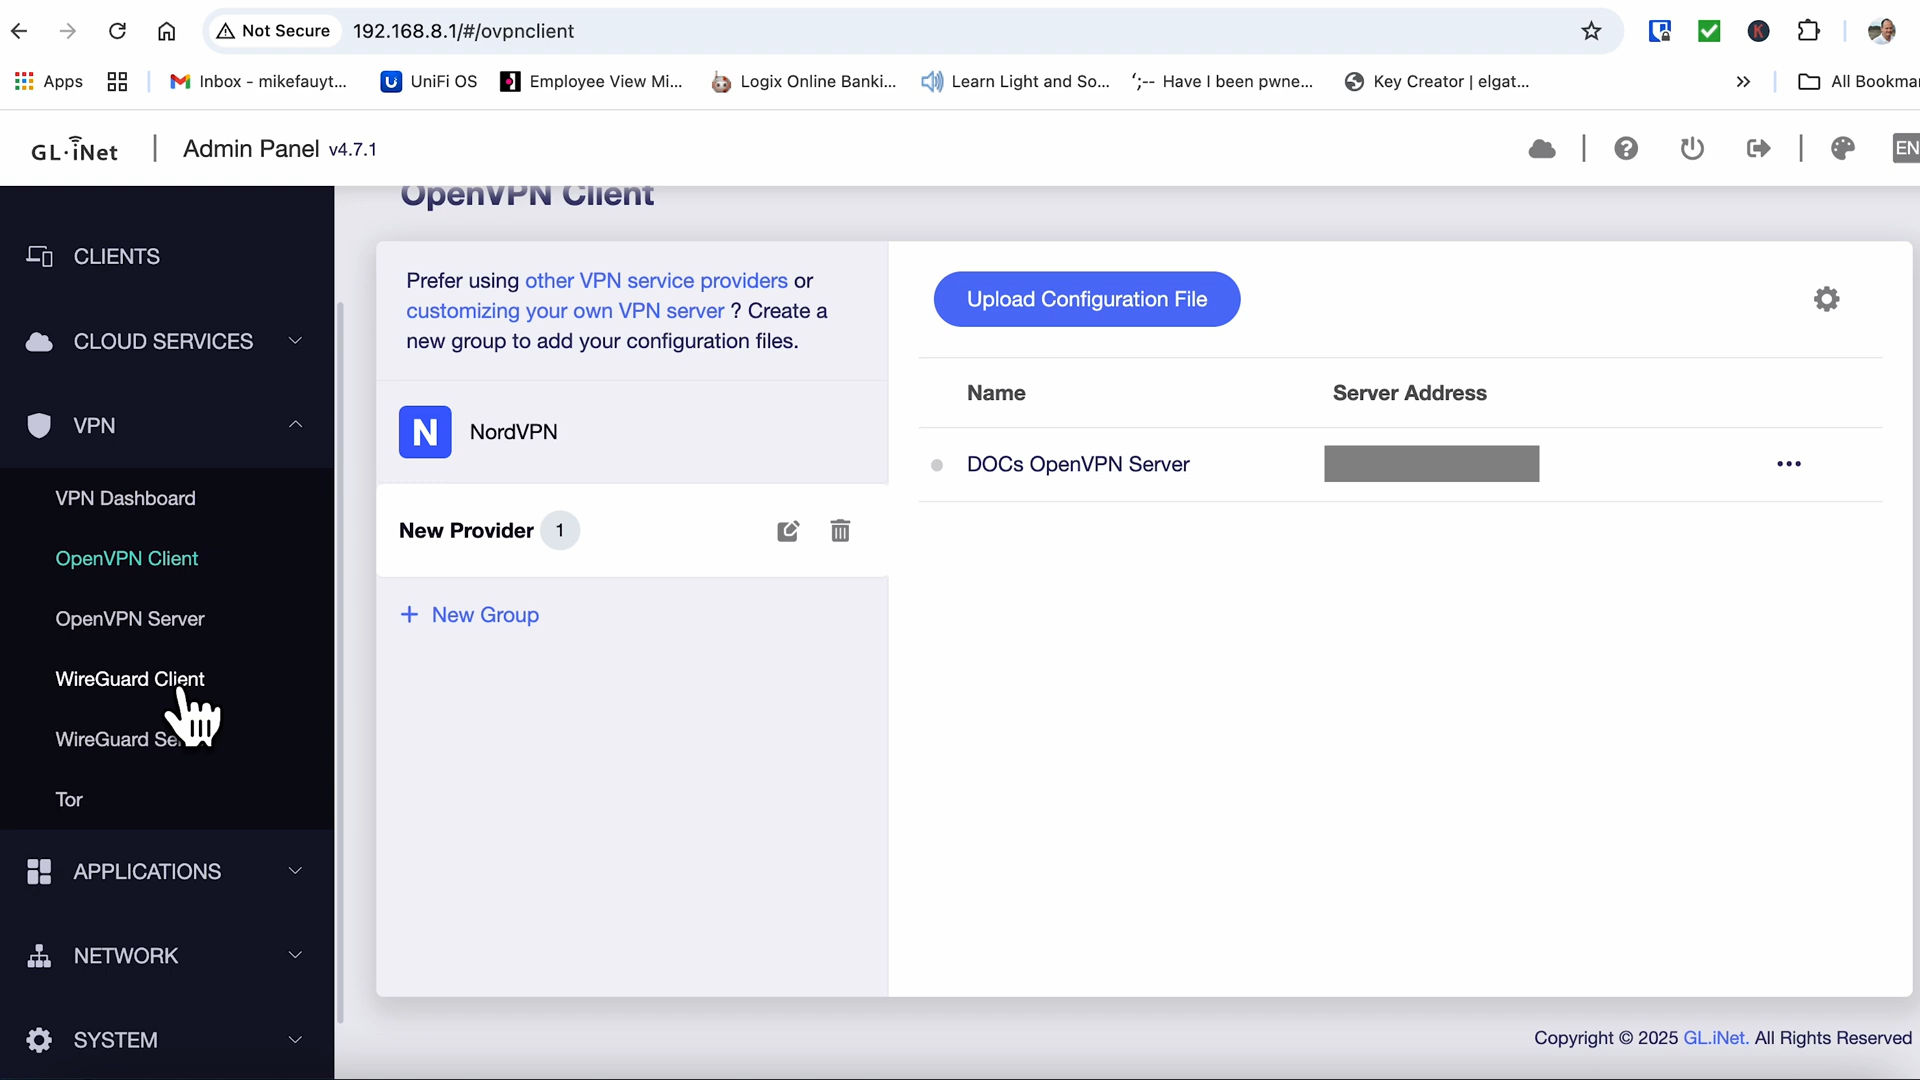 Not Secure 192.168.8.1/#/ovpnclient
Apps Inbox - mikefauyt... UniFi OS Employee View Mi... Logix Online Banki... Learn Light and So... ';-- Have I been pwne... Key Creator | elgat... » All Bookma
GL·iNet | Admin Panel v4.7.1 EN
OpenVPN Client
CLIENTS
CLOUD SERVICES
VPN
VPN Dashboard
OpenVPN Client
OpenVPN Server
WireGuard Client
WireGuard Se
Tor
APPLICATIONS
NETWORK
SYSTEM
Prefer using other VPN service providers or
customizing your own VPN server ? Create a
new group to add your configuration files.
N NordVPN
New Provider 1
+ New Group
Upload Configuration File
Name Server Address
DOCs OpenVPN Server
Copyright © 2025 GL.iNet. All Rights Reserved